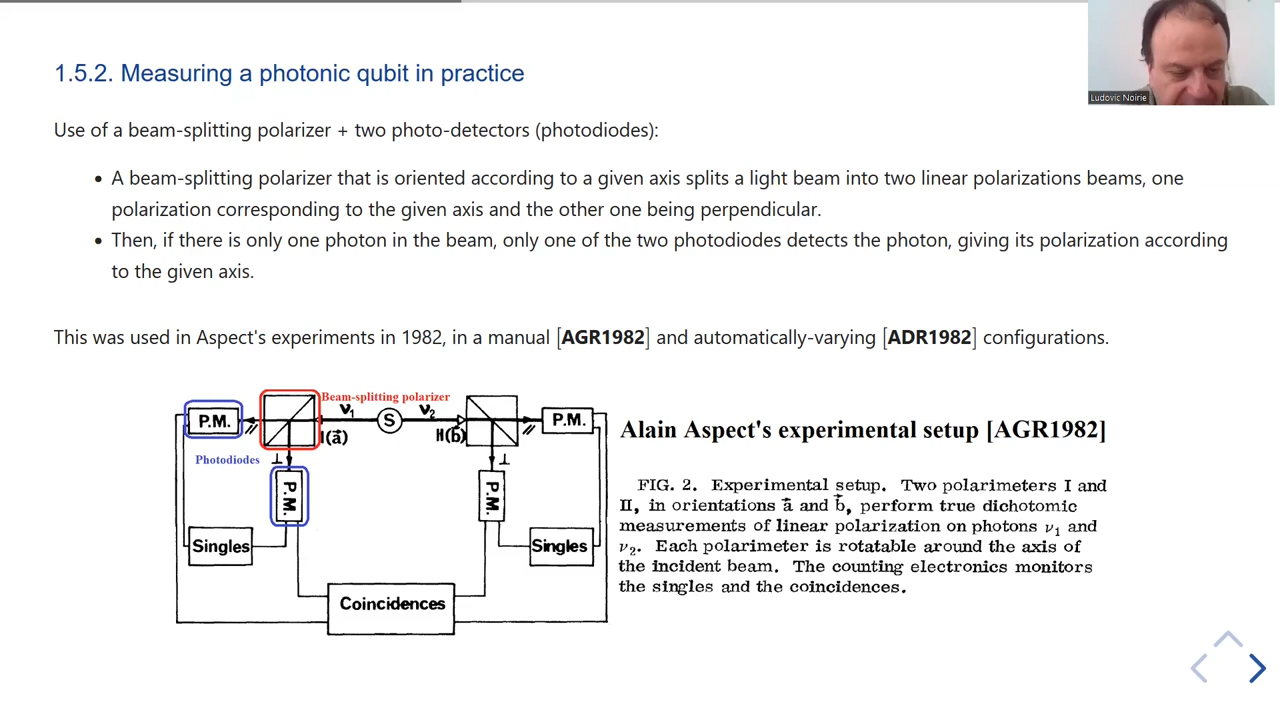 1.5.2. Measuring a photonic qubit in practice
Ludovic Noirie
Use of a beam-splitting polarizer + two photo-detectors (photodiodes):
• A beam-splitting polarizer that is oriented according to a given axis splits a light beam into two linear polarizations beams, one
polarization corresponding to the given axis and the other one being perpendicular.
• Then, if there is only one photon in the beam, only one of the two photodiodes detects the photon, giving its polarization according
to the given axis.
This was used in Aspect's experiments in 1982, in a manual [AGR1982] and automatically-varying [ADR1982] configurations.
Beam-splitting polarizer
P.M.
ν₁
S
ν₂
P.M.
//
I(a⃗)
II(b⃗)
//
Photodiodes
⊥
⊥
P.M.
P.M.
Singles
Singles
Coincidences
Alain Aspect's experimental setup [AGR1982]
FIG. 2. Experimental setup. Two polarimeters I and
II, in orientations a⃗ and b⃗, perform true dichotomic
measurements of linear polarization on photons ν₁ and
ν₂. Each polarimeter is rotatable around the axis of
the incident beam. The counting electronics monitors
the singles and the coincidences.